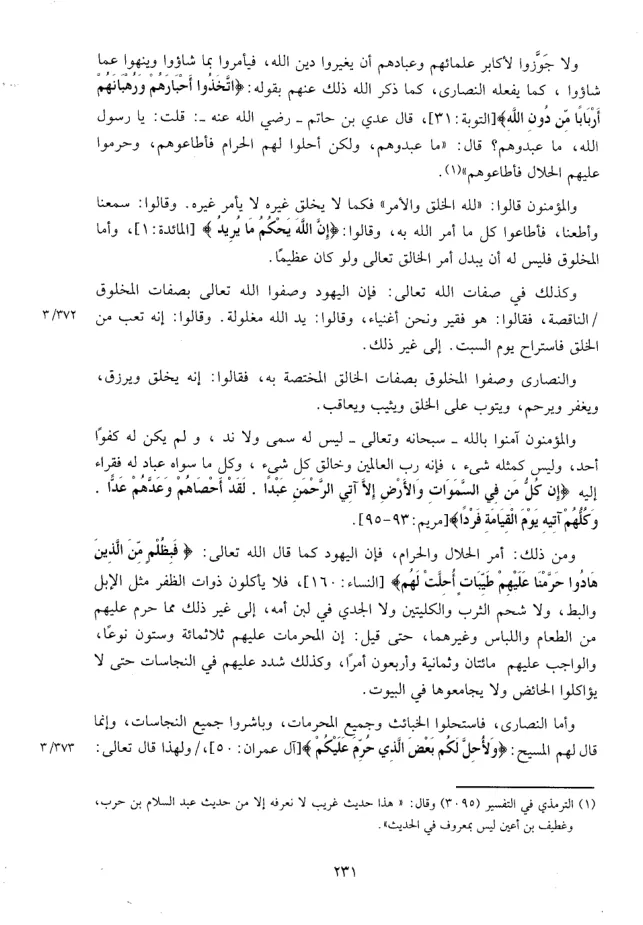 ولا جَوَّزوا لأكابر علمائهم وعبادهم أن يغيروا دين الله، فيأمروا بما شاؤوا وينهوا عما
شاؤوا ، كما يفعله النصارى، كما ذكر الله ذلك عنهم بقوله: ﴿اتَّخَذُوا أَحْبَارَهُمْ وَرُهْبَانَهُمْ
أَرْبَابًا مِّن دُونِ اللَّهِ﴾[التوبة: ٣١]، قال عدي بن حاتم ـ رضي الله عنه ـ: قلت: يا رسول
الله، ما عبدوهم؟ قال: «ما عبدوهم، ولكن أحلوا لهم الحرام فأطاعوهم، وحرموا
عليهم الحلال فأطاعوهم»(١).
والمؤمنون قالوا: «لله الخلق والأمر» فكما لا يخلق غيره لا يأمر غيره. وقالوا: سمعنا
وأطعنا، فأطاعوا كل ما أمر الله به، وقالوا: ﴿إِنَّ اللَّهَ يَحْكُمُ مَا يُرِيدُ ﴾ [المائدة: ١]، وأما
المخلوق فليس له أن يبدل أمر الخالق تعالى ولو كان عظيمًا.
وكذلك في صفات الله تعالى: فإن اليهود وصفوا الله تعالى بصفات المخلوق
/الناقصة، فقالوا: هو فقير ونحن أغنياء، وقالوا: يد الله مغلولة. وقالوا: إنه تعب من ٣/٣٧٢
الخلق فاستراح يوم السبت. إلى غير ذلك.
والنصارى وصفوا المخلوق بصفات الخالق المختصة به، فقالوا: إنه يخلق ويرزق،
ويغفر ويرحم، ويتوب على الخلق ويثيب ويعاقب.
والمؤمنون آمنوا بالله ـ سبحانه وتعالى ـ ليس له سمى ولا ند ، و لم يكن له كفوًا
أحد، وليس كمثله شىء ، فإنه رب العالمين وخالق كل شىء ، وكل ما سواه عباد له فقراء
إليه ﴿إِن كُلُّ مَن فِي السَّمَوَاتِ وَالأَرْضِ إِلاَّ آتِي الرَّحْمَنِ عَبْدًا . لَقَدْ أَحْصَاهُمْ وَعَدَّهُمْ عَدًّا .
وَكُلُّهُمْ آتِيهِ يَوْمَ الْقِيَامَةِ فَرْدًا﴾[مريم: ٩٣-٩٥].
ومن ذلك: أمر الحلال والحرام، فإن اليهود كما قال الله تعالى: ﴿ فَبِظُلْمٍ مِّنَ الَّذِينَ
هَادُوا حَرَّمْنَا عَلَيْهِمْ طَيِّبَاتٍ أُحِلَّتْ لَهُمْ﴾ [النساء: ١٦٠]، فلا يأكلون ذوات الظفر مثل الإبل
والبط، ولا شحم الثرب والكليتين ولا الجدي في لبن أمه، إلى غير ذلك مما حرم عليهم
من الطعام واللباس وغيرهما، حتى قيل: إن المحرمات عليهم ثلاثمائة وستون نوعًا،
والواجب عليهم مائتان وثمانية وأربعون أمرًا، وكذلك شدد عليهم في النجاسات حتى لا
يؤاكلوا الحائض ولا يجامعوها في البيوت.
وأما النصارى، فاستحلوا الخبائث وجميع المحرمات، وباشروا جميع النجاسات، وإنما
قال لهم المسيح: ﴿وَلأُحِلَّ لَكُم بَعْضَ الَّذِي حُرِّمَ عَلَيْكُمْ ﴾[آل عمران: ٥٠]،/ ولهذا قال تعالى: ٣/٣٧٣
(١) الترمذي في التفسير (٣٠٩٥) وقال: « هذا حديث غريب لا نعرفه إلا من حديث عبد السلام بن حرب،
وغطيف بن أعين ليس بمعروف في الحديث».
٢٣١